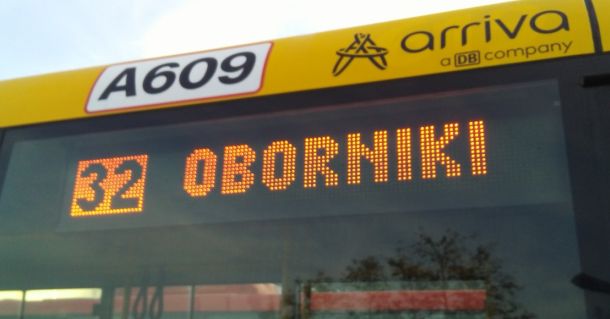 A609
arriva
a DB company
32 OBORNIKI